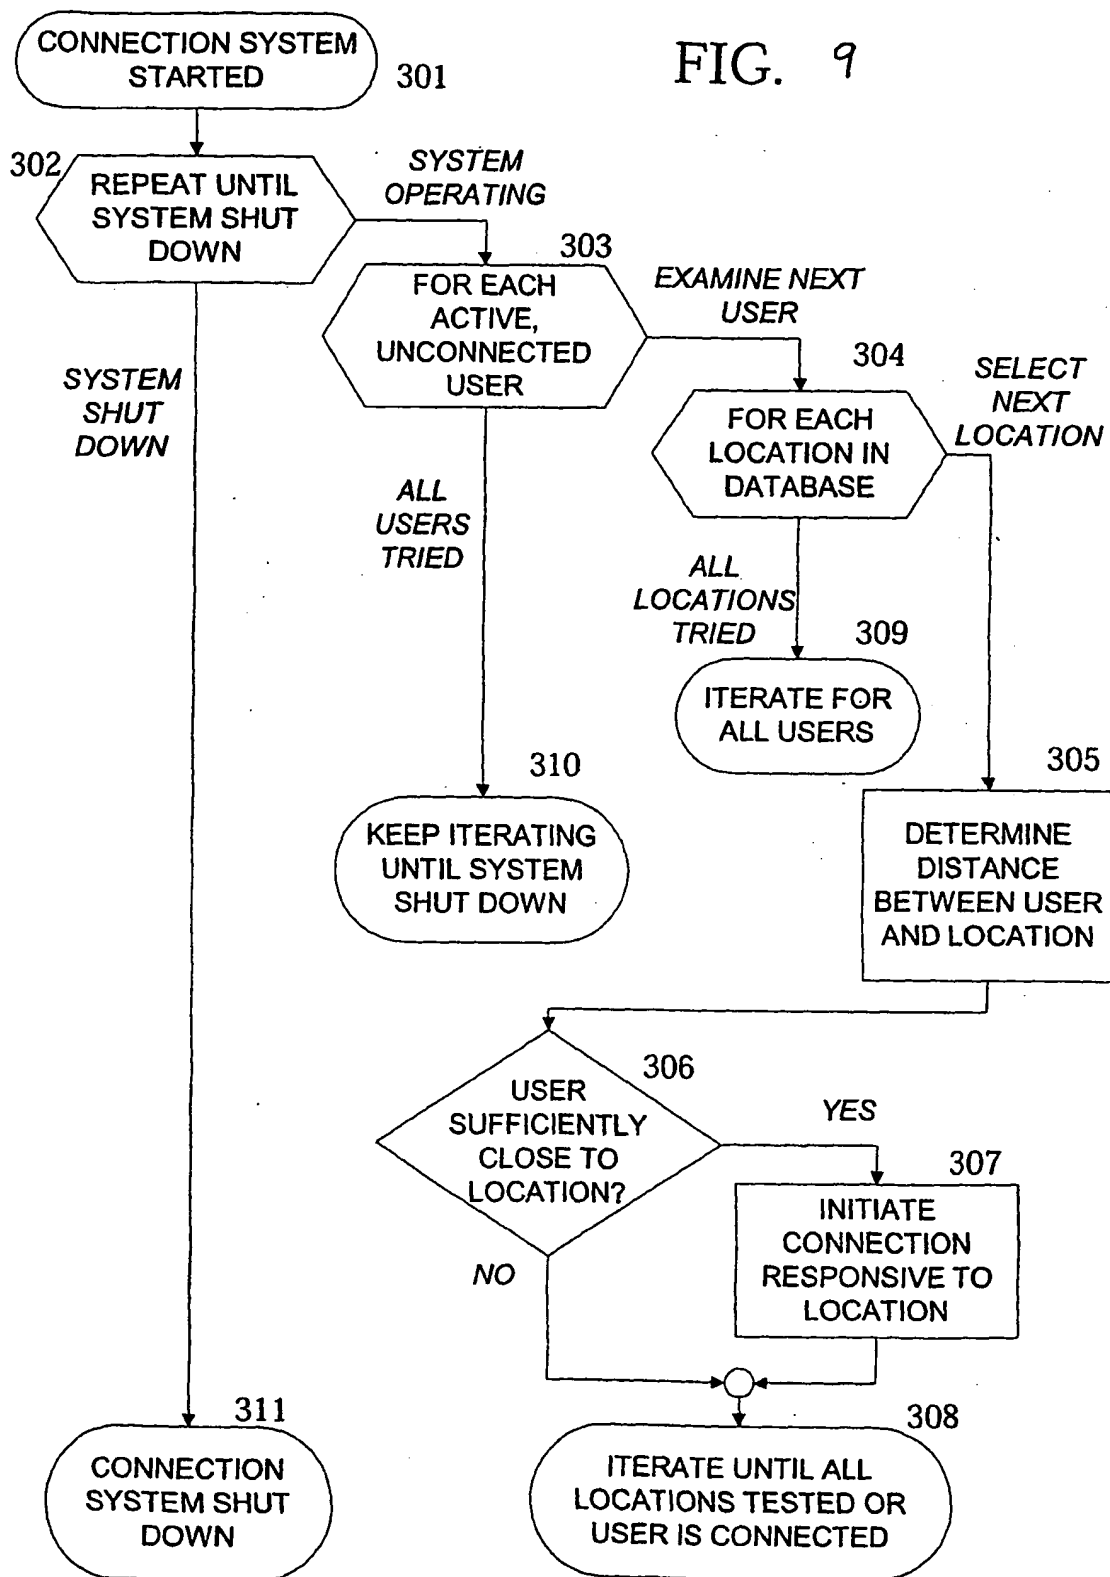 CONNECTION SYSTEM
STARTED
301
FIG. 9
302
REPEAT UNTIL
SYSTEM SHUT
DOWN
SYSTEM
OPERATING
303
FOR EACH
ACTIVE,
UNCONNECTED
USER
EXAMINE NEXT
USER
304
FOR EACH
LOCATION IN
DATABASE
SELECT
NEXT
LOCATION
SYSTEM
SHUT
DOWN
ALL
USERS
TRIED
ALL
LOCATIONS
TRIED
309
ITERATE FOR
ALL USERS
310
KEEP ITERATING
UNTIL SYSTEM
SHUT DOWN
305
DETERMINE
DISTANCE
BETWEEN USER
AND LOCATION
306
USER
SUFFICIENTLY
CLOSE TO
LOCATION?
YES
307
INITIATE
CONNECTION
RESPONSIVE TO
LOCATION
NO
308
ITERATE UNTIL ALL
LOCATIONS TESTED OR
USER IS CONNECTED
311
CONNECTION
SYSTEM SHUT
DOWN